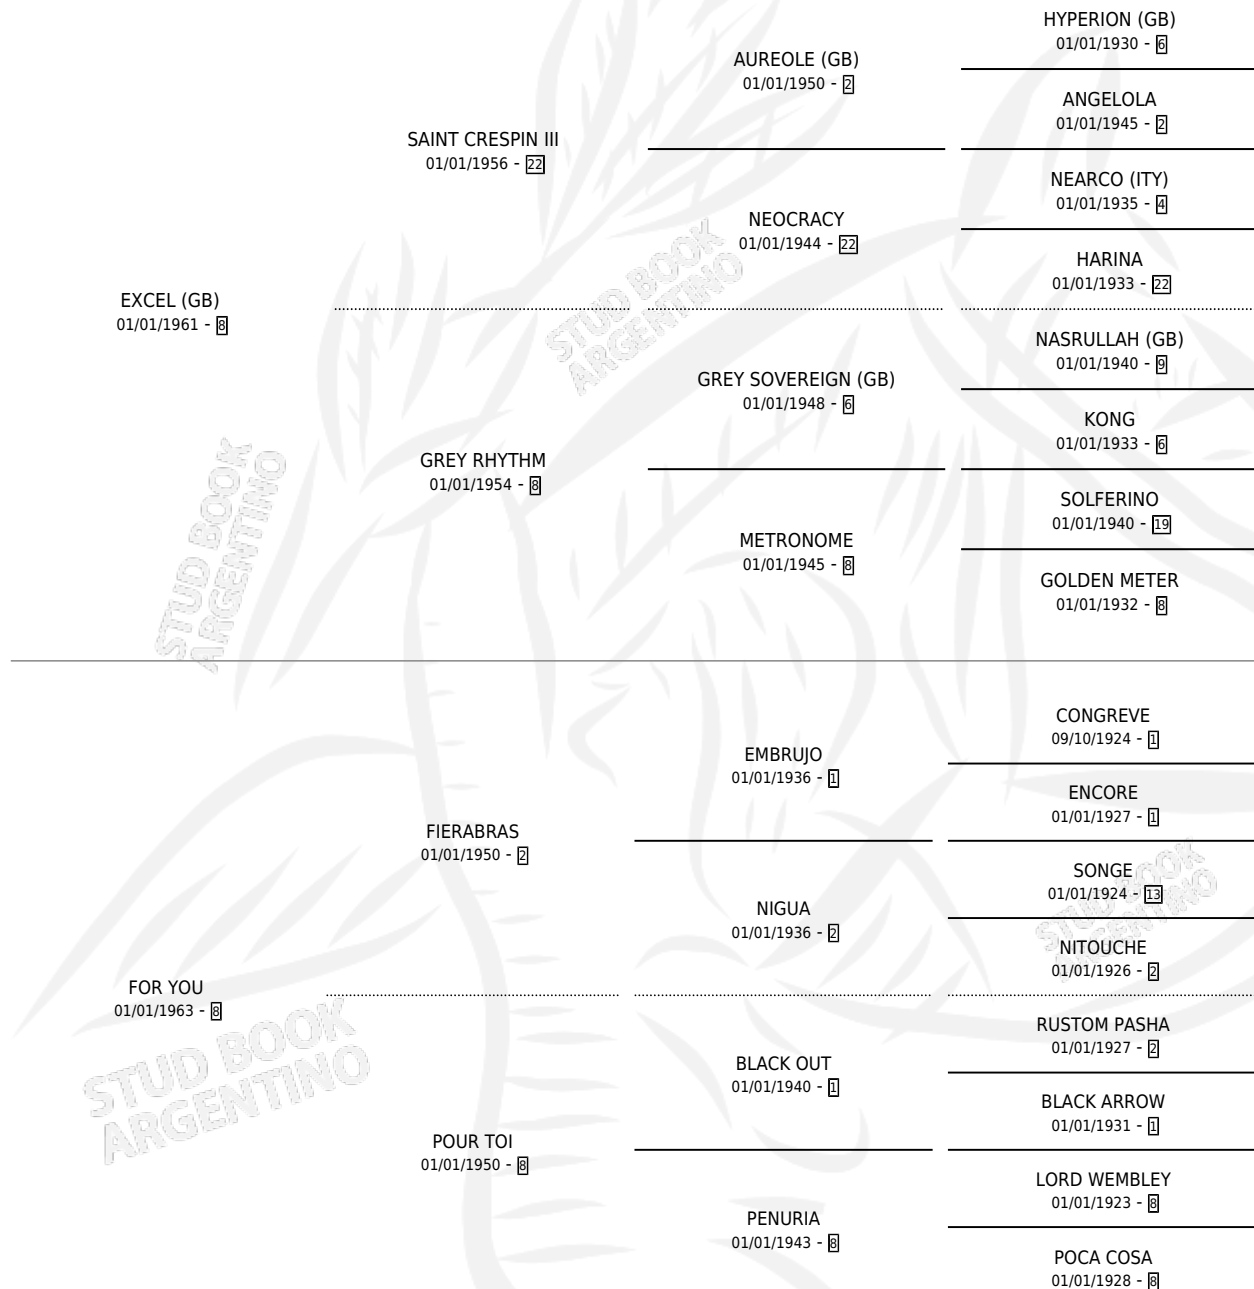 HYPERION (GB)
01/01/1930 - 6
AUREOLE (GB)
01/01/1950 - 2
ANGELOLA
01/01/1945 - 2
SAINT CRESPIN III
01/01/1956 - 22
NEARCO (ITY)
01/01/1935 - 4
NEOCRACY
01/01/1944 - 22
HARINA
01/01/1933 - 22
EXCEL (GB)
01/01/1961 - 8
NASRULLAH (GB)
01/01/1940 - 9
GREY SOVEREIGN (GB)
01/01/1948 - 6
KONG
01/01/1933 - 6
GREY RHYTHM
01/01/1954 - 8
SOLFERINO
01/01/1940 - 19
METRONOME
01/01/1945 - 8
GOLDEN METER
01/01/1932 - 8
CONGREVE
09/10/1924 - 1
EMBRUJO
01/01/1936 - 1
ENCORE
01/01/1927 - 1
FIERABRAS
01/01/1950 - 2
SONGE
01/01/1924 - 13
NIGUA
01/01/1936 - 2
NITOUCHE
01/01/1926 - 2
FOR YOU
01/01/1963 - 8
RUSTOM PASHA
01/01/1927 - 2
BLACK OUT
01/01/1940 - 1
BLACK ARROW
01/01/1931 - 1
POUR TOI
01/01/1950 - 8
LORD WEMBLEY
01/01/1923 - 8
PENURIA
01/01/1943 - 8
POCA COSA
01/01/1928 - 8
STUD BOOK
ARGENTINO
STUD BOOK
ARGENTINO
STUD BOOK
ARGENTINO
STUD BOOK
ARGENTINO